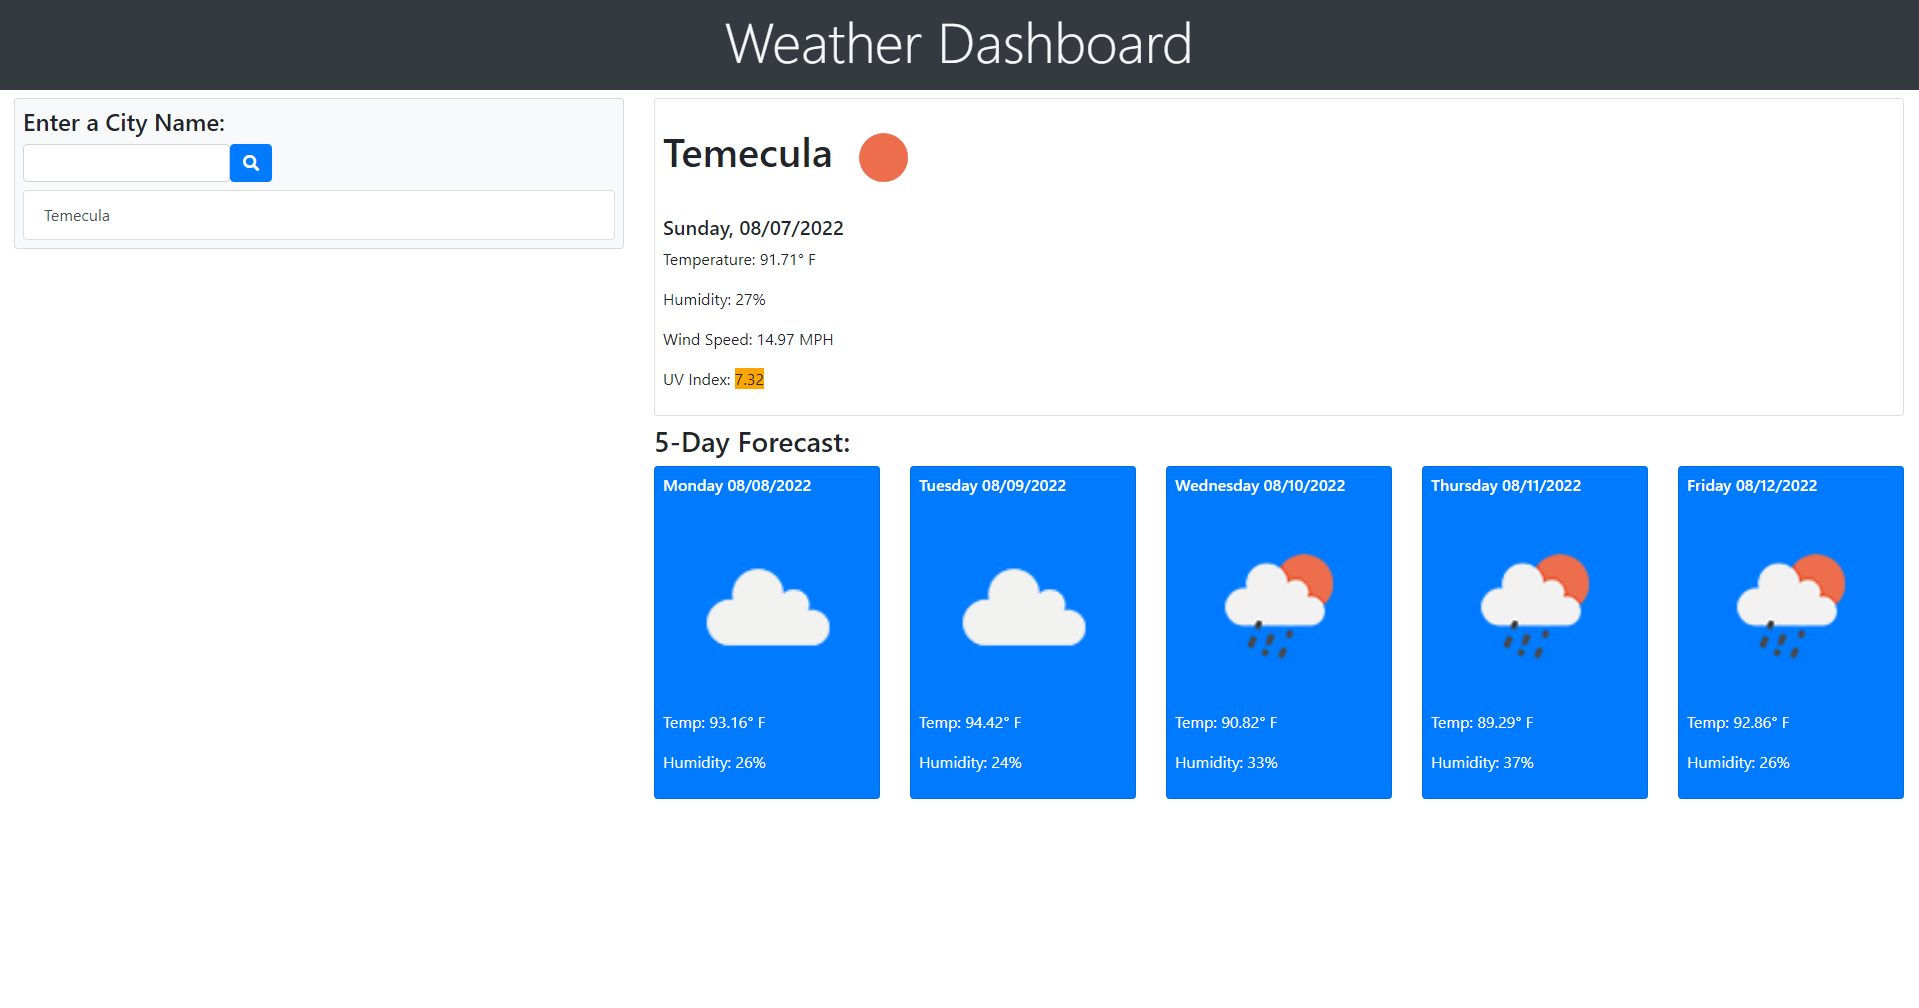 Weather Dashboard
Enter a City Name:
Temecula
Temecula
Sunday, 08/07/2022
Temperature: 91.71° F
Humidity: 27%
Wind Speed: 14.97 MPH
UV Index: 7.32
5-Day Forecast:
Monday 08/08/2022
Temp: 93.16° F
Humidity: 26%
Tuesday 08/09/2022
Temp: 94.42° F
Humidity: 24%
Wednesday 08/10/2022
Temp: 90.82° F
Humidity: 33%
Thursday 08/11/2022
Temp: 89.29° F
Humidity: 37%
Friday 08/12/2022
Temp: 92.86° F
Humidity: 26%